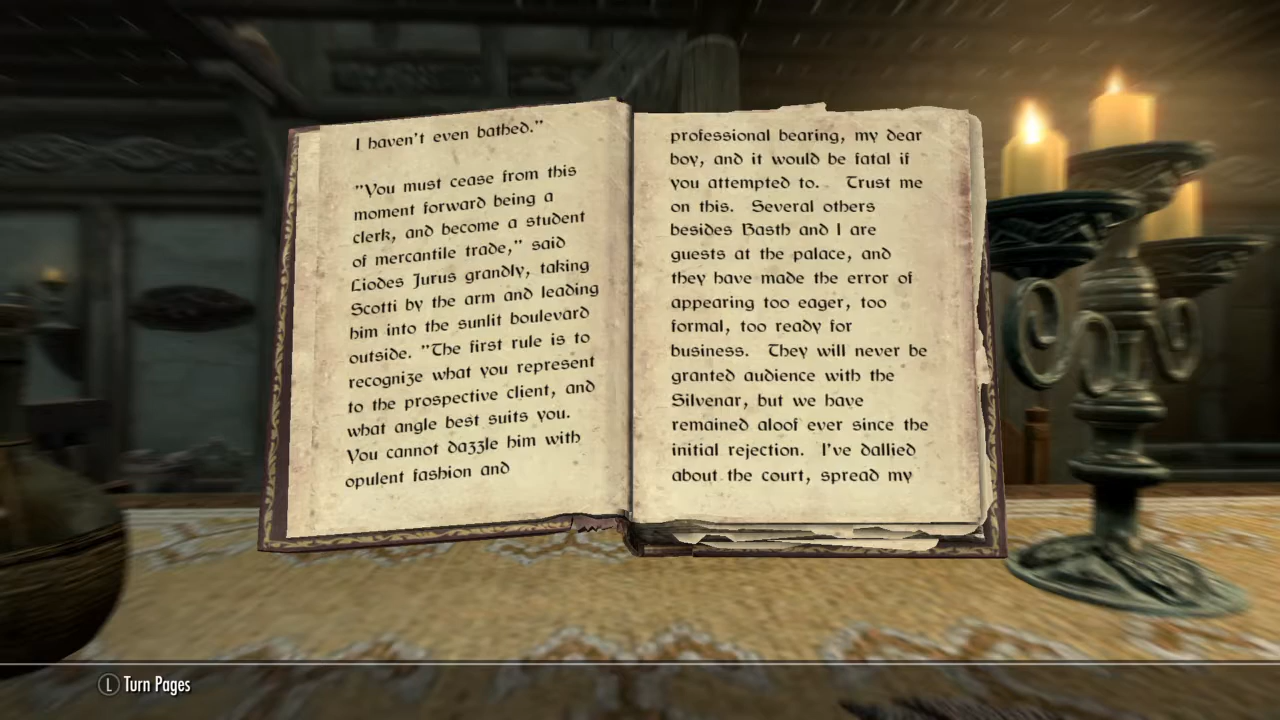 I haven't even bathed."
"You must cease from this
moment forward being a
clerk, and become a student
of mercantile trade," said
Liodes Jurus grandly, taking
Scotti by the arm and leading
him into the sunlit boulevard
outside. "The first rule is to
recognize what you represent
to the prospective client, and
what angle best suits you.
You cannot dazzle him with
opulent fashion and
professional bearing, my dear
boy, and it would be fatal if
you attempted to. Trust me
on this. Several others
besides Basth and I are
guests at the palace, and
they have made the error of
appearing too eager, too
formal, too ready for
business. They will never be
granted audience with the
Silvenar, but we have
remained aloof ever since the
initial rejection. I've dallied
about the court, spread my
L Turn Pages